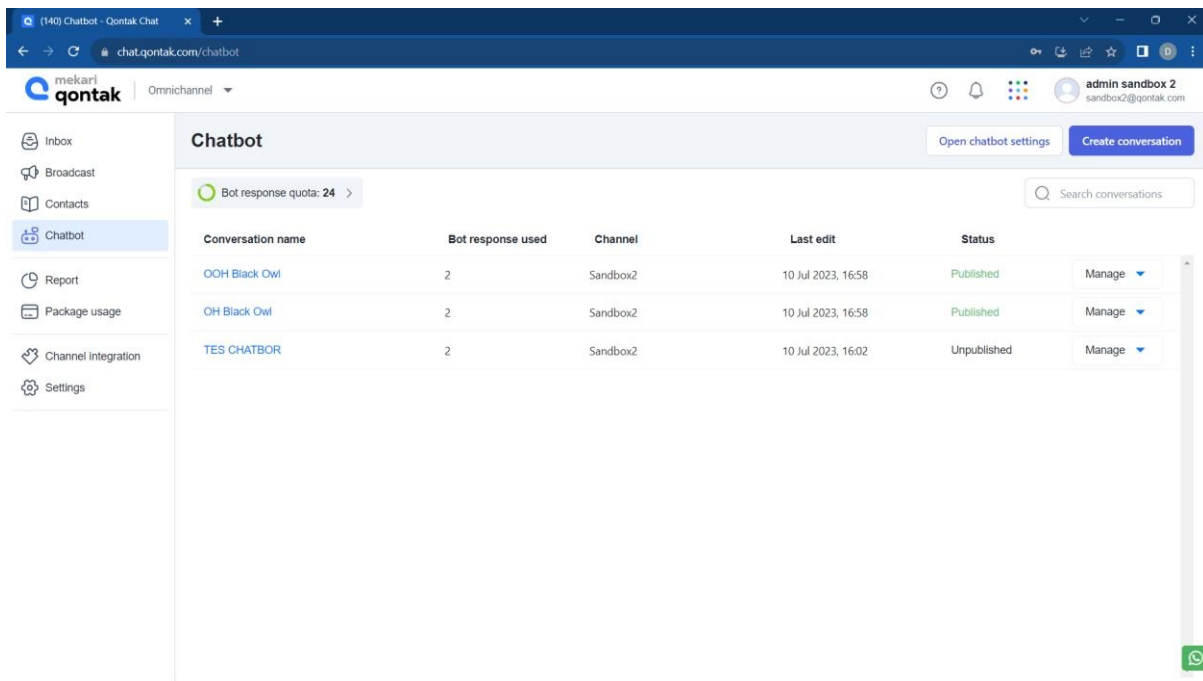 (140) Chatbot - Qontak Chat
chat.qontak.com/chatbot
D
mekari
qontak
Omnichannel
admin sandbox 2
sandbox2@qontak.com
Inbox
Broadcast
Contacts
Chatbot
Report
Package usage
Channel integration
Settings
Chatbot
Open chatbot settings
Create conversation
Bot response quota: 24
Search conversations
Conversation name Bot response used Channel Last edit Status
OOH Black Owl 2 Sandbox2 10 Jul 2023, 16:58 Published Manage
OH Black Owl 2 Sandbox2 10 Jul 2023, 16:58 Published Manage
TES CHATBOR 2 Sandbox2 10 Jul 2023, 16:02 Unpublished Manage